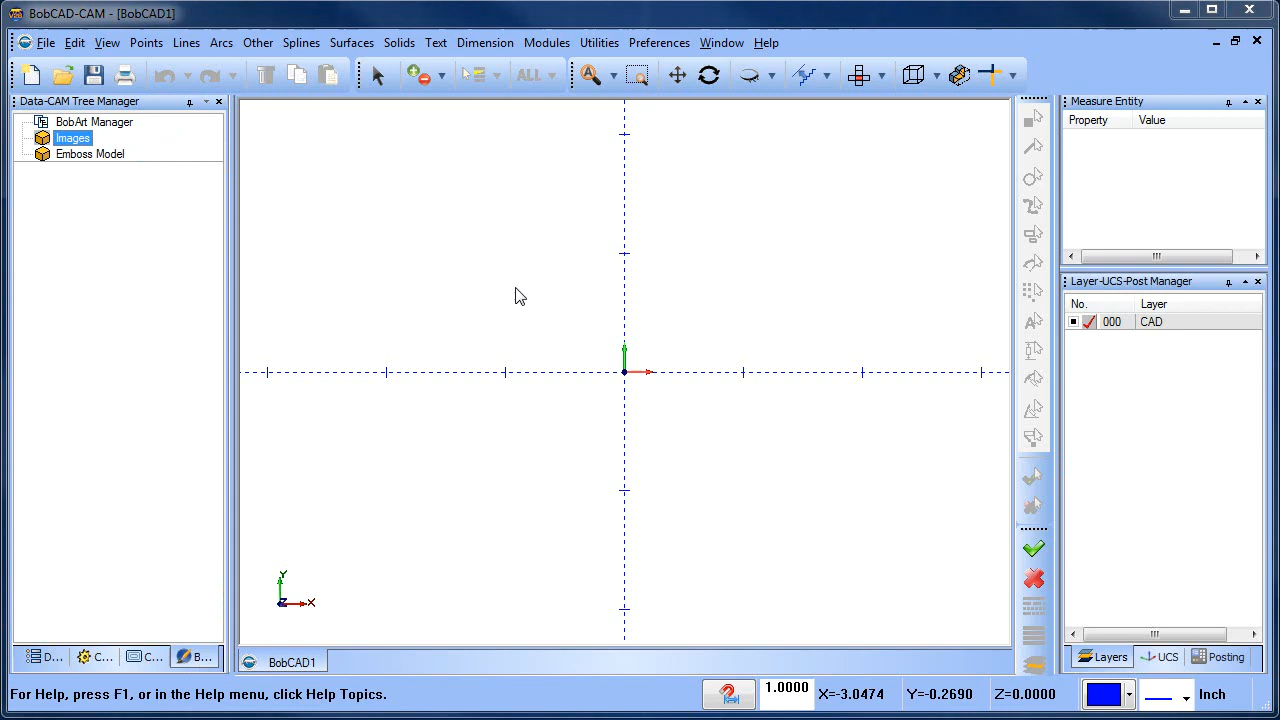 BobCAD-CAM - [BobCAD1]
File Edit View Points Lines Arcs Other Splines Surfaces Solids Text Dimension Modules Utilities Preferences Window Help
ALL
Data-CAM Tree Manager
BobArt Manager
Images
Emboss Model
Measure Entity
Property Value
Layer-UCS-Post Manager
No. Layer
000 CAD
Y
Z
X
D... C... C... B...
BobCAD1
Layers UCS Posting
For Help, press F1, or in the Help menu, click Help Topics.
1.0000 X=-3.0474 Y=-0.2690 Z=0.0000 Inch